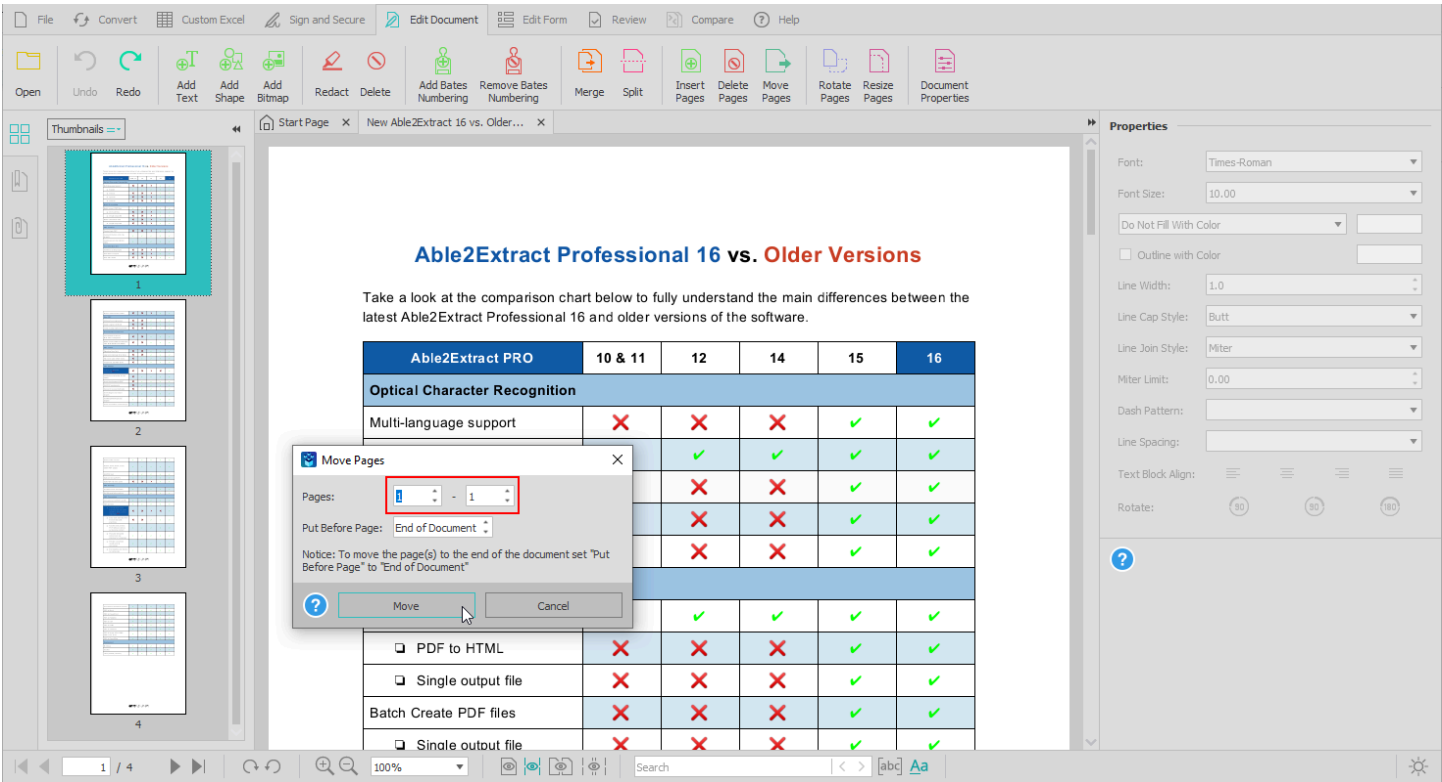 File Convert Custom Excel Sign and Secure Edit Document Edit Form Review Compare Help
Open Undo Redo Add Text Add Shape Add Bitmap Redact Delete Add Bates Numbering Remove Bates Numbering Merge Split Insert Pages Delete Pages Move Pages Rotate Pages Resize Pages Document Properties
Thumbnails
Start Page X New Able2Extract 16 vs. Older... X
1
2
3
4
Able2Extract Professional 16 vs. Older Versions
Take a look at the comparison chart below to fully understand the main differences between the
latest Able2Extract Professional 16 and older versions of the software.
Able2Extract PRO 10 & 11 12 14 15 16
Optical Character Recognition
Multi-language support
Move Pages
Pages: 1 - 1
Put Before Page: End of Document
Notice: To move the page(s) to the end of the document set "Put
Before Page" to "End of Document"
? Move Cancel
PDF to HTML
Single output file
Batch Create PDF files
Single output file
Properties
Font: Times-Roman
Font Size: 10.00
Do Not Fill With Color
Outline with Color
Line Width: 1.0
Line Cap Style: Butt
Line Join Style: Miter
Miter Limit: 0.00
Dash Pattern:
Line Spacing:
Text Block Align:
Rotate: 90 90 180
?
1 / 4 100% Search abc Aa